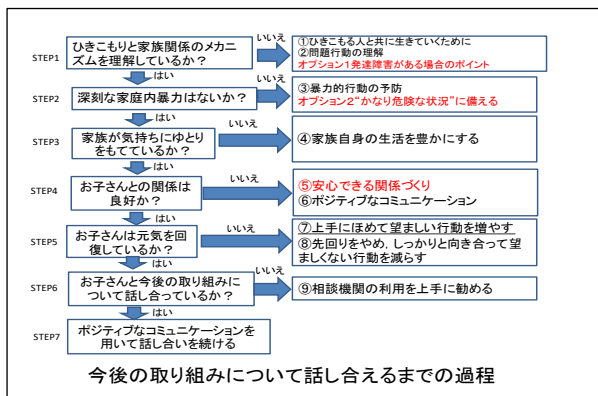 ひきこもりと家族関係のメカニ
ズムを理解しているか？
いいえ
①ひきこもる人と共に生きていくために
②問題行動の理解
オプション1発達障害がある場合のポイント
STEP1
はい
いいえ
STEP2
深刻な家庭内暴力はないか？
③暴力的行動の予防
オプション2“かなり危険な状況”に備える
はい
STEP3
家族が気持ちにゆとり
をもてているか？
いいえ
④家族自身の生活を豊かにする
はい
STEP4
お子さんとの関係は
良好か？
いいえ
⑤安心できる関係づくり
⑥ポジティブなコミュニケーション
はい
STEP5
お子さんは元気を回
復しているか？
いいえ
⑦上手にほめて望ましい行動を増やす
⑧先回りをやめ，しっかりと向き合って望
ましくない行動を減らす
はい
STEP6
お子さんと今後の取り組みに
ついて話し合っているか？
いいえ
⑨相談機関の利用を上手に勧める
はい
STEP7
ポジティブなコミュニケーションを
用いて話し合いを続ける
今後の取り組みについて話し合えるまでの過程